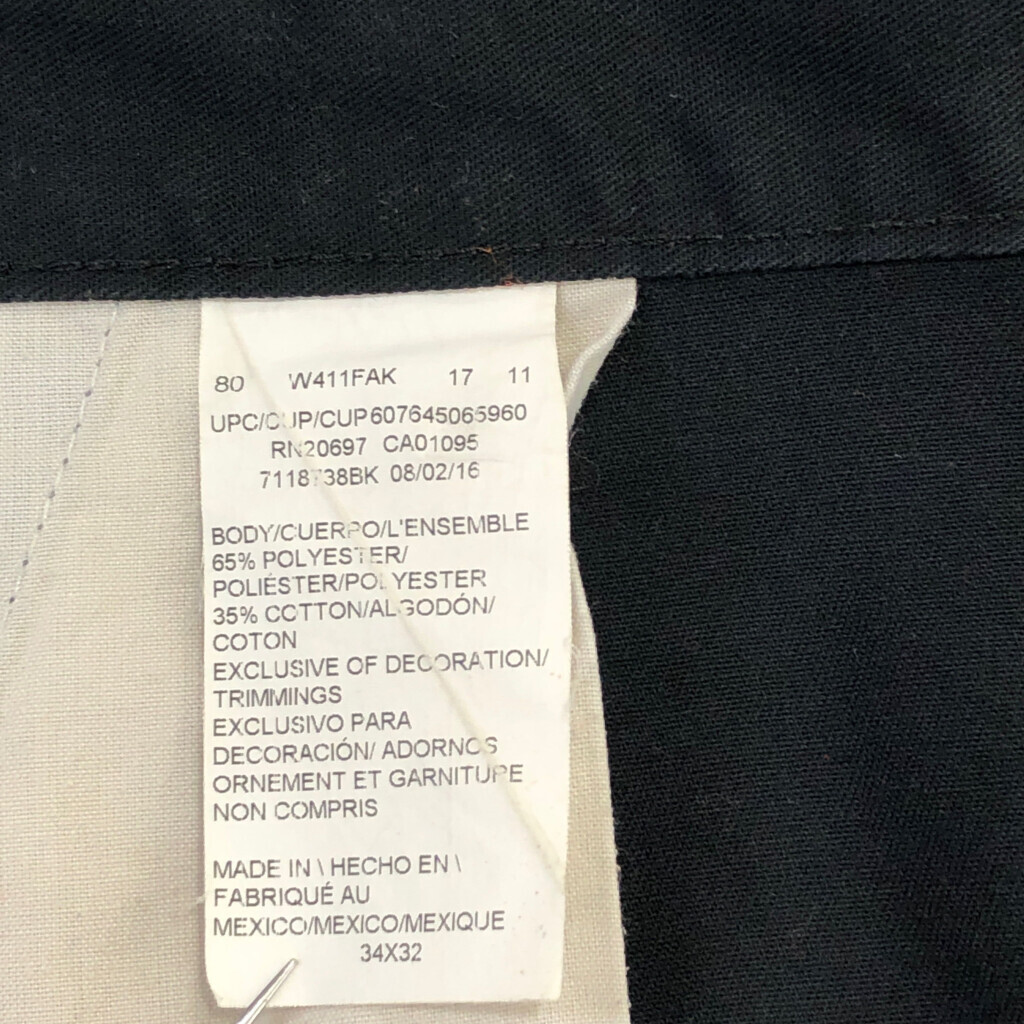 80 W411FAK 17 11
UPC/CUP/CUP607645065960
RN20697 CA01095
7118738BK 08/02/16
BODY/CUERPO/L'ENSEMBLE
65% POLYESTER/
POLIÉSTER/POLYESTER
35% COTTON/ALGODÓN/
COTON
EXCLUSIVE OF DECORATION/
TRIMMINGS
EXCLUSIVO PARA
DECORACIÓN/ ADORNOS
ORNEMENT ET GARNITURE
NON COMPRIS
MADE IN \ HECHO EN \
FABRIQUÉ AU
MEXICO/MEXICO/MEXIQUE
34X32